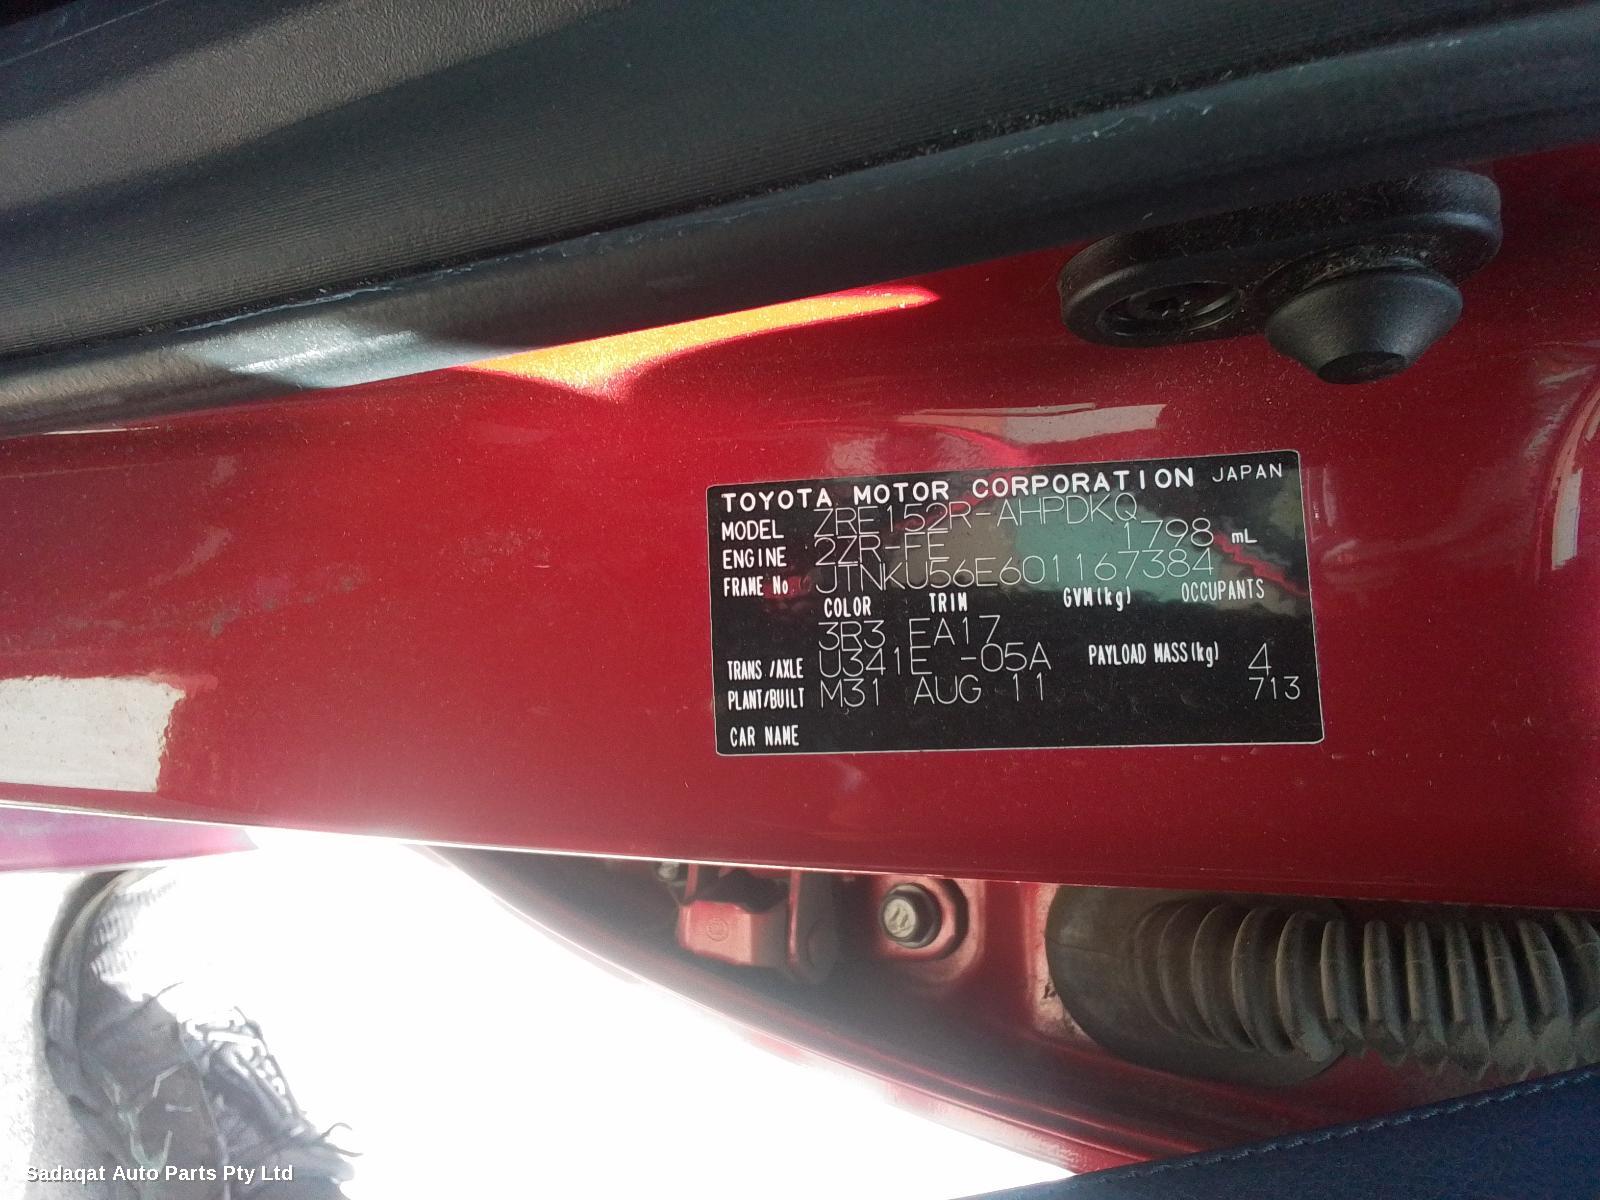 TOYOTA MOTOR CORPORATION JAPAN
MODEL ZRE152R-AHPDKQ
ENGINE 2ZR-FE 1798 mL
FRAME No JTNKU56E601167384
COLOR TRIM GVM(kg) OCCUPANTS
3R3 EA17
TRANS/AXLE U341E -05A PAYLOAD MASS(kg) 4
PLANT/BUILT M31 AUG 11 713
CAR NAME
Sadaqat Auto Parts Pty Ltd